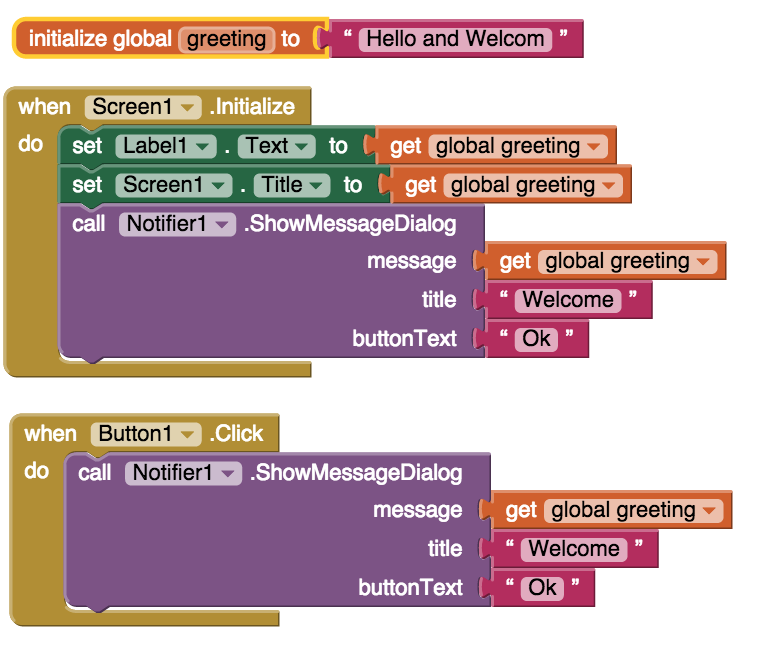 initialize global greeting to " Hello and Welcom "
when Screen1 .Initialize
do set Label1 . Text to get global greeting
set Screen1 . Title to get global greeting
call Notifier1 .ShowMessageDialog
message get global greeting
title " Welcome "
buttonText " Ok "
when Button1 .Click
do call Notifier1 .ShowMessageDialog
message get global greeting
title " Welcome "
buttonText " Ok "